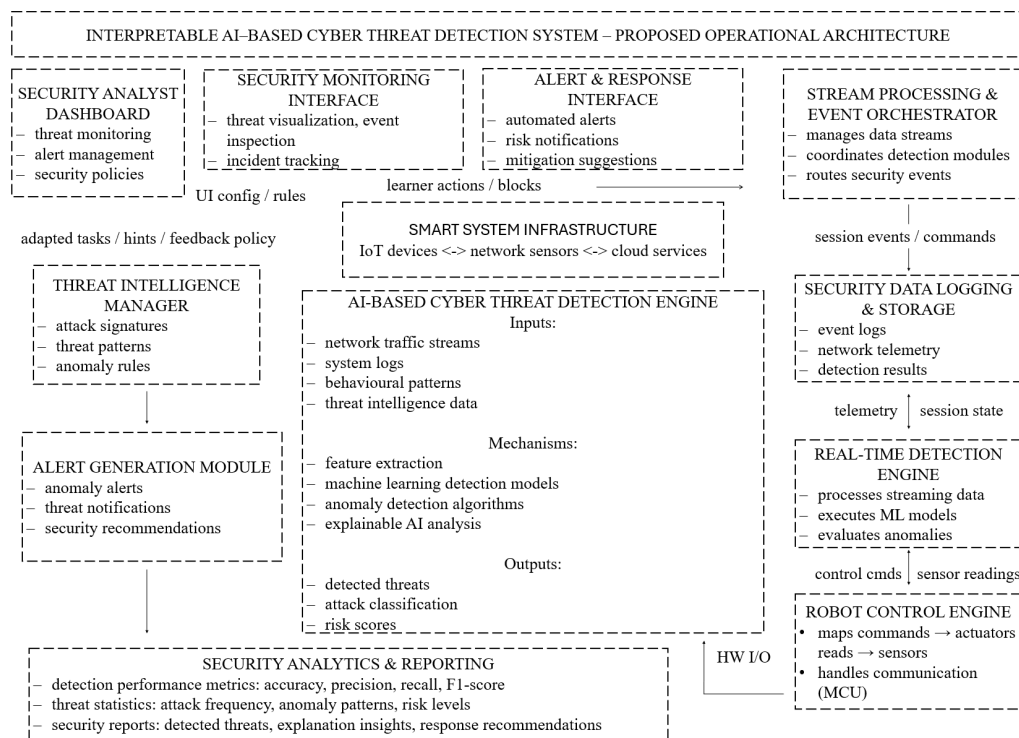 INTERPRETABLE AI–BASED CYBER THREAT DETECTION SYSTEM – PROPOSED OPERATIONAL ARCHITECTURE
SECURITY ANALYST
DASHBOARD
– threat monitoring
– alert management
– security policies
SECURITY MONITORING
INTERFACE
– threat visualization, event
inspection
– incident tracking
ALERT & RESPONSE
INTERFACE
– automated alerts
– risk notifications
– mitigation suggestions
STREAM PROCESSING &
EVENT ORCHESTRATOR
– manages data streams
– coordinates detection modules
– routes security events
UI config / rules
learner actions / blocks
adapted tasks / hints / feedback policy
SMART SYSTEM INFRASTRUCTURE
IoT devices <-> network sensors <-> cloud services
session events / commands
THREAT INTELLIGENCE
MANAGER
– attack signatures
– threat patterns
– anomaly rules
AI-BASED CYBER THREAT DETECTION ENGINE
Inputs:
– network traffic streams
– system logs
– behavioural patterns
– threat intelligence data
Mechanisms:
– feature extraction
– machine learning detection models
– anomaly detection algorithms
– explainable AI analysis
Outputs:
– detected threats
– attack classification
– risk scores
SECURITY DATA LOGGING
& STORAGE
– event logs
– network telemetry
– detection results
telemetry session state
ALERT GENERATION MODULE
– anomaly alerts
– threat notifications
– security recommendations
REAL-TIME DETECTION
ENGINE
– processes streaming data
– executes ML models
– evaluates anomalies
control cmds sensor readings
ROBOT CONTROL ENGINE
• maps commands → actuators
reads → sensors
• handles communication
(MCU)
HW I/O
SECURITY ANALYTICS & REPORTING
– detection performance metrics: accuracy, precision, recall, F1-score
– threat statistics: attack frequency, anomaly patterns, risk levels
– security reports: detected threats, explanation insights, response recommendations